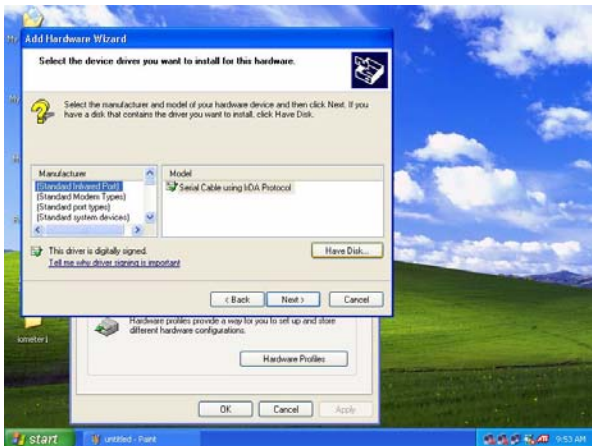 Add Hardware Wizard
Select the device driver you want to install for this hardware.
Select the manufacturer and model of your hardware device and then click Next. If you
have a disk that contains the driver you want to install, click Have Disk.
Manufacturer
(Standard Infrared Port)
(Standard Modem Types)
(Standard port types)
(Standard system devices)
Model
Serial Cable using IrDA Protocol
This driver is digitally signed.
Tell me why driver signing is important
Have Disk...
< Back
Next >
Cancel
Hardware profiles provide a way for you to set up and store
different hardware configurations.
Hardware Profiles
OK
Cancel
Apply
iometer1
start
untitled - Paint
9:53 AM